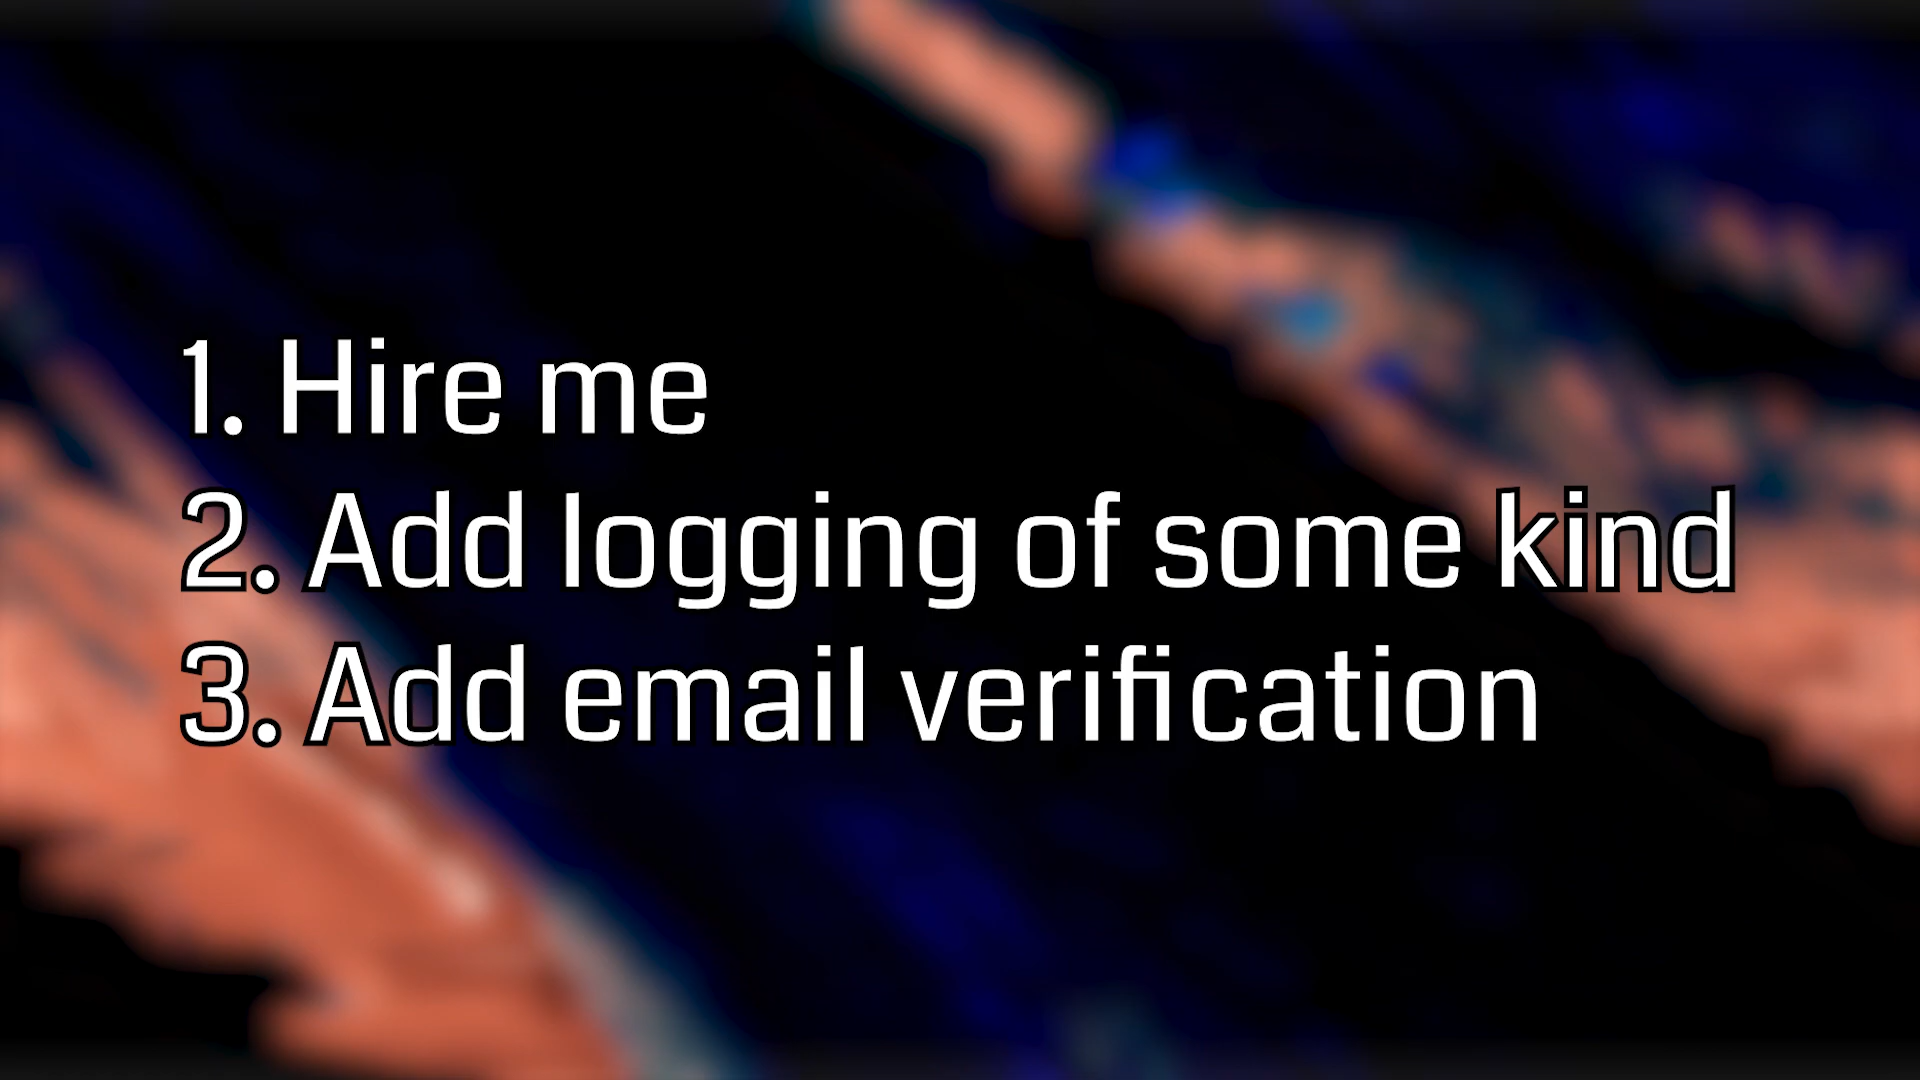 1. Hire me
2. Add logging of some kind
3. Add email verification